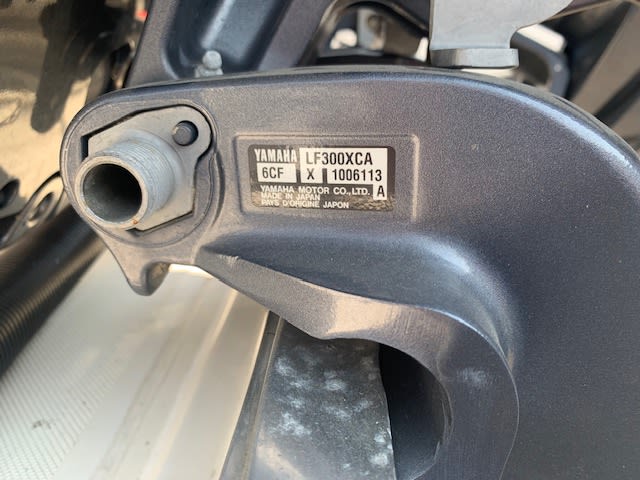 YAMAHA LF300XCA
6CF X 1006113
YAMAHA MOTOR CO., LTD. A
MADE IN JAPAN
PAYS D'ORIGINE JAPON